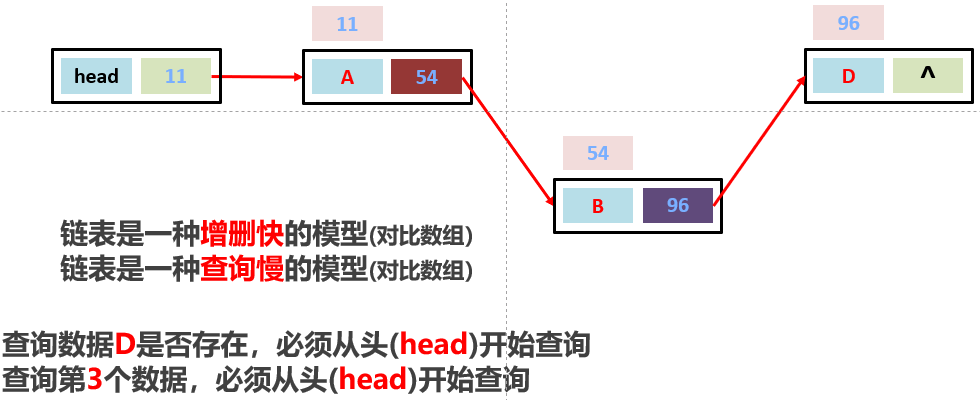 11
96
head 11
A 54
D ^
54
B 96
链表是一种增删快的模型(对比数组)
链表是一种查询慢的模型(对比数组)
查询数据D是否存在，必须从头(head)开始查询
查询第3个数据，必须从头(head)开始查询